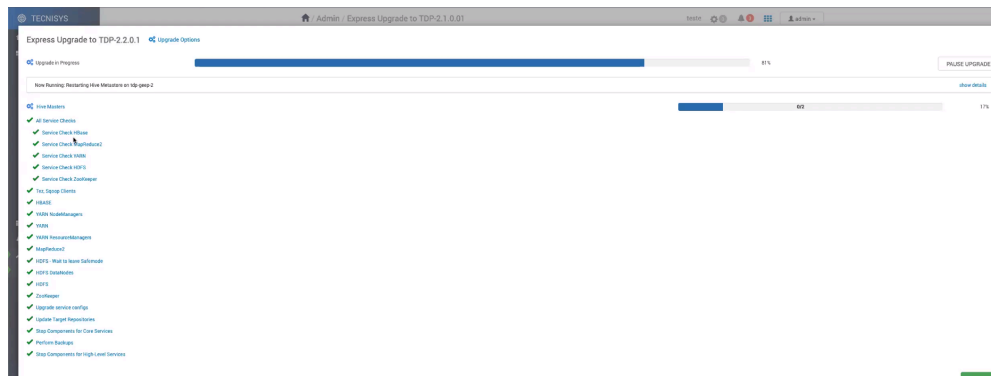 TECNISYS
/ Admin / Express Upgrade to TDP-2.1.0.01
teste
admin
Express Upgrade to TDP-2.2.0.1 Upgrade Options
Upgrade in Progress 81% PAUSE UPGRADE
Now Running: Restarting Hive Metastore on tdp-geep-2 show details
Hive Masters 0/2 17%
All Service Checks
Service Check HBase
Service Check MapReduce2
Service Check YARN
Service Check HDFS
Service Check ZooKeeper
Tez, Sqoop Clients
HBASE
YARN NodeManagers
YARN
YARN ResourceManagers
MapReduce2
HDFS - Wait to leave Safemode
HDFS DataNodes
HDFS
ZooKeeper
Upgrade service configs
Update Target Repositories
Stop Components for Core Services
Perform Backups
Stop Components for High-Level Services